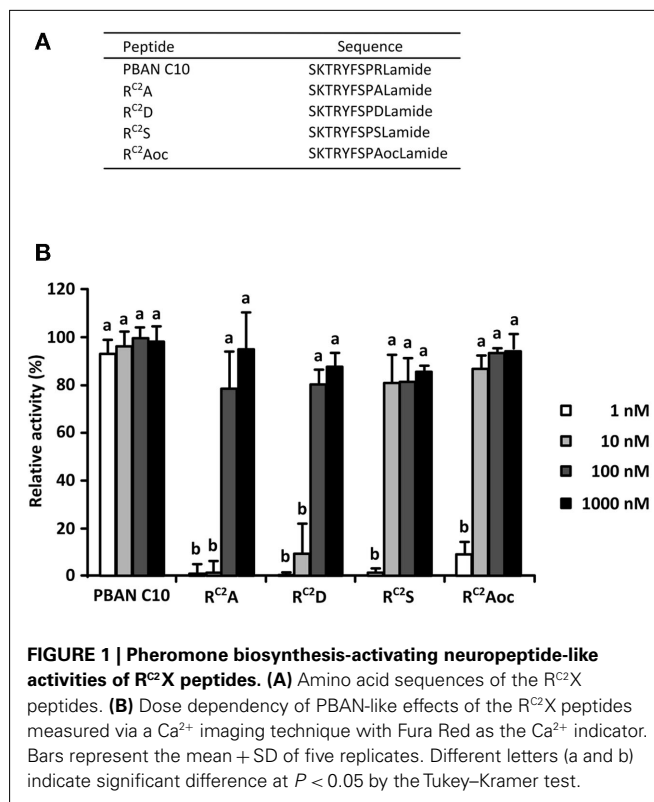 A
Peptide Sequence
PBAN C10 SKTRYFSPRLamide
R^C2A SKTRYFSPALamide
R^C2D SKTRYFSPDLamide
R^C2S SKTRYFSPSLamide
R^C2Aoc SKTRYFSPAocLamide
B
Relative activity (%)
120
100
80
60
40
20
0
a a a a
b b a a
b b a a
b a a a
b a a a
PBAN C10 R^C2A R^C2D R^C2S R^C2Aoc
1 nM
10 nM
100 nM
1000 nM
FIGURE 1 | Pheromone biosynthesis-activating neuropeptide-like
activities of R^C2X peptides. (A) Amino acid sequences of the R^C2X
peptides. (B) Dose dependency of PBAN-like effects of the R^C2X peptides
measured via a Ca2+ imaging technique with Fura Red as the Ca2+ indicator.
Bars represent the mean + SD of five replicates. Different letters (a and b)
indicate significant difference at P < 0.05 by the Tukey–Kramer test.